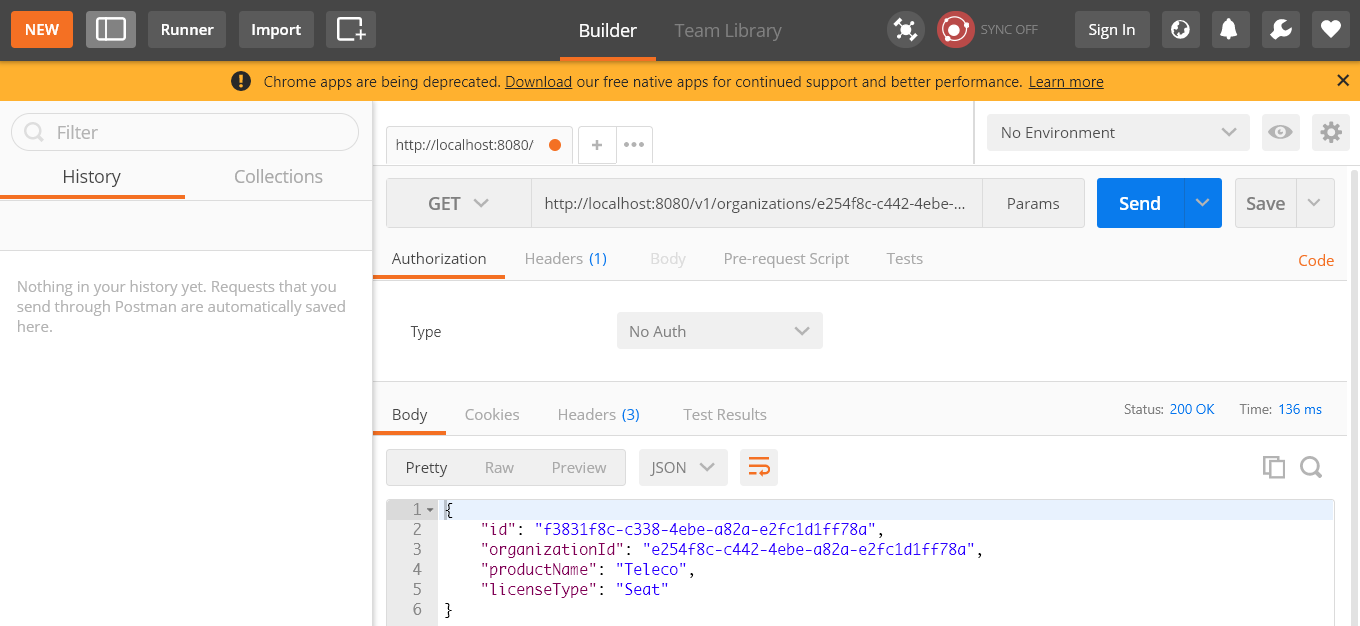 NEW Runner Import Builder Team Library SYNC OFF Sign In
Chrome apps are being deprecated. Download our free native apps for continued support and better performance. Learn more
Filter
History Collections
Nothing in your history yet. Requests that you
send through Postman are automatically saved
here.
http://localhost:8080/ + ••• No Environment
GET http://localhost:8080/v1/organizations/e254f8c-c442-4ebe-... Params Send Save
Authorization Headers (1) Body Pre-request Script Tests Code
Type No Auth
Body Cookies Headers (3) Test Results Status: 200 OK Time: 136 ms
Pretty Raw Preview JSON
1 {
2 "id": "f3831f8c-c338-4ebe-a82a-e2fc1d1ff78a",
3 "organizationId": "e254f8c-c442-4ebe-a82a-e2fc1d1ff78a",
4 "productName": "Teleco",
5 "licenseType": "Seat"
6 }